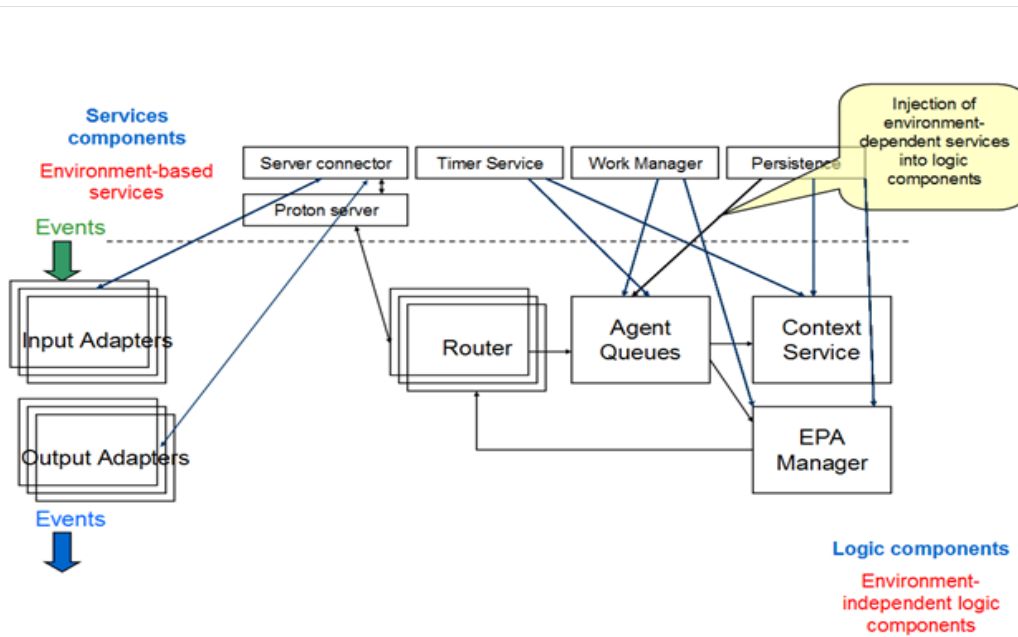 Services
components
Environment-based
services
Server connector
Timer Service
Work Manager
Persistence
Injection of
environment-
dependent services
into logic
components
Proton server
Events
Input Adapters
Router
Agent
Queues
Context
Service
Output Adapters
EPA
Manager
Events
Logic components
Environment-
independent logic
components